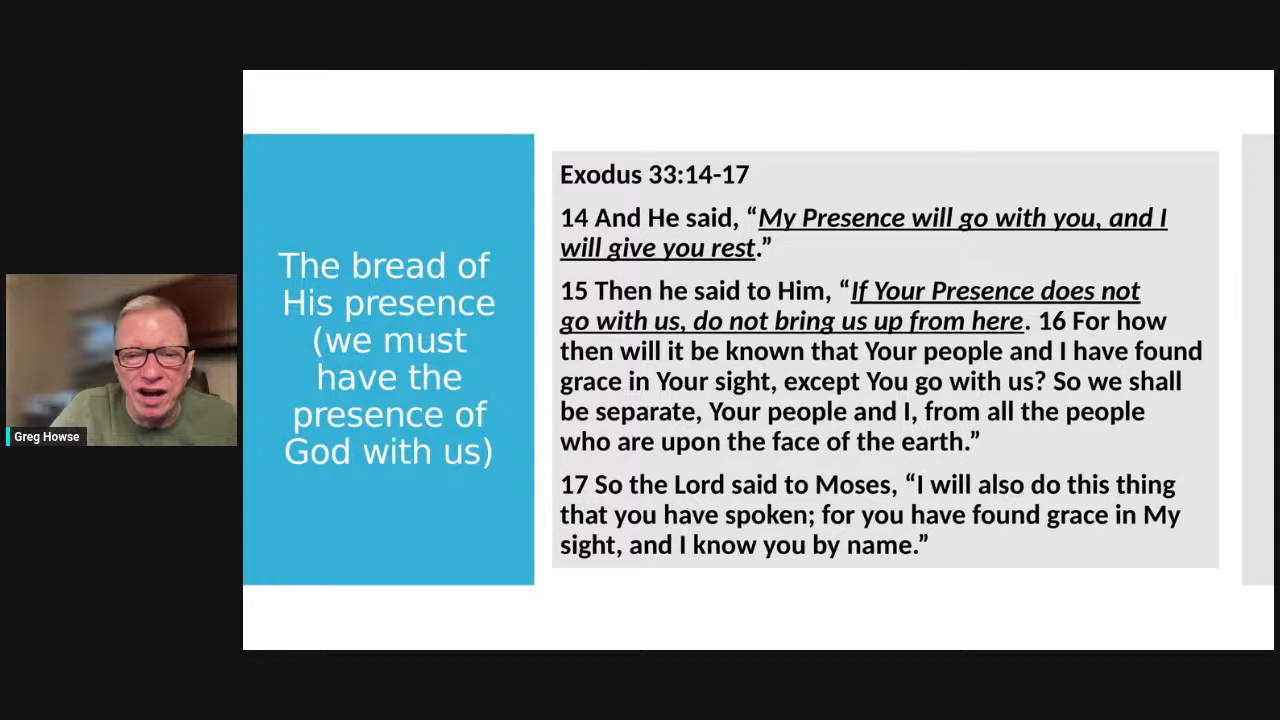 The bread of
His presence
(we must
have the
presence of
God with us)
Exodus 33:14-17
14 And He said, “My Presence will go with you, and I
will give you rest.”
15 Then he said to Him, “If Your Presence does not
go with us, do not bring us up from here. 16 For how
then will it be known that Your people and I have found
grace in Your sight, except You go with us? So we shall
be separate, Your people and I, from all the people
who are upon the face of the earth.”
17 So the Lord said to Moses, “I will also do this thing
that you have spoken; for you have found grace in My
sight, and I know you by name.”
Greg Howse